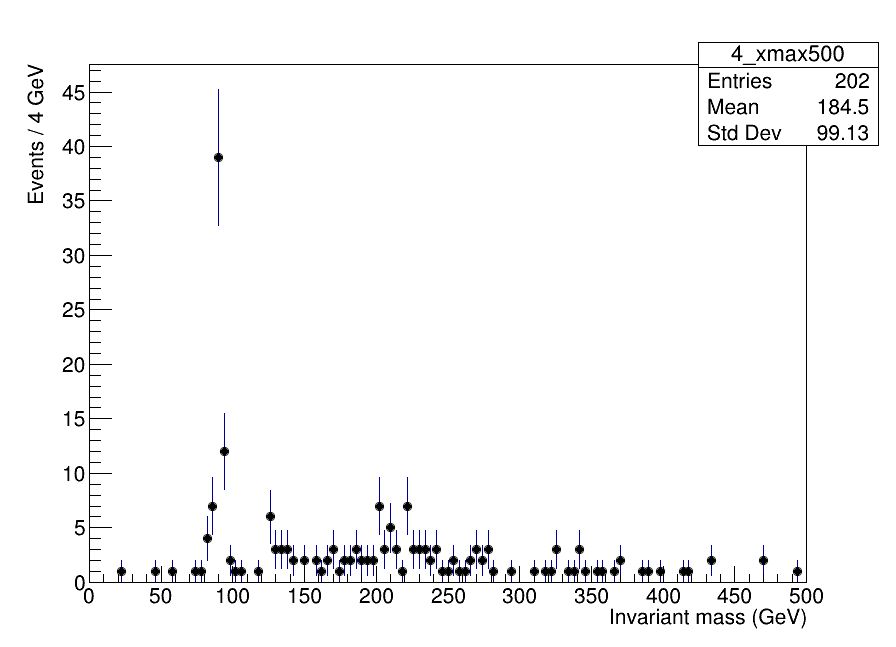 4_xmax500
Entries 202
Mean 184.5
Std Dev 99.13
Events / 4 GeV
45
40
35
30
25
20
15
10
5
0
0 50 100 150 200 250 300 350 400 450 500
Invariant mass (GeV)